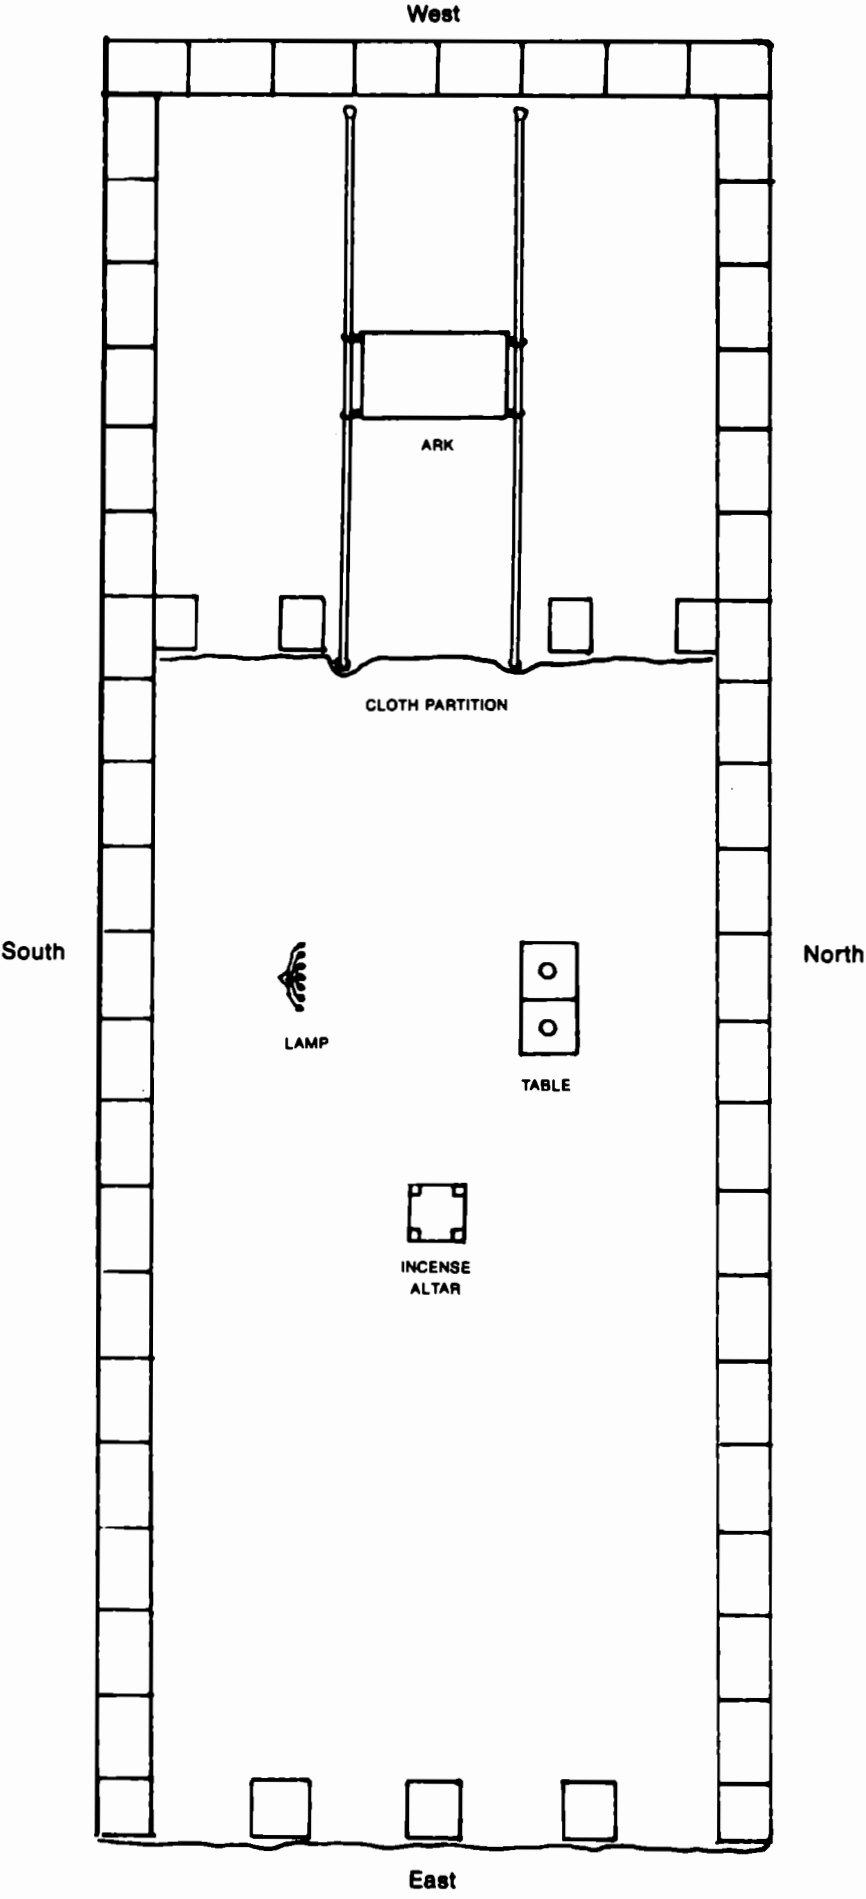 West
ARK
CLOTH PARTITION
South
North
LAMP
TABLE
INCENSE
ALTAR
East